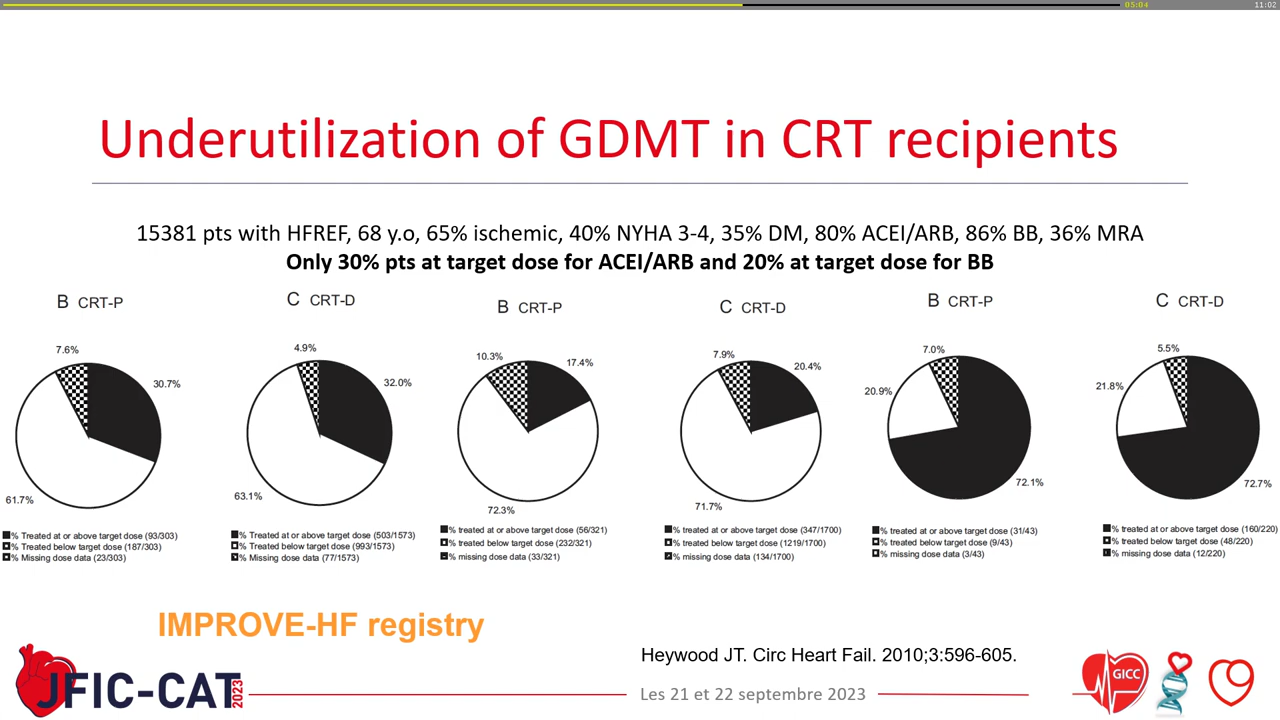 05:04
11:02
Underutilization of GDMT in CRT recipients
15381 pts with HFREF, 68 y.o, 65% ischemic, 40% NYHA 3-4, 35% DM, 80% ACEI/ARB, 86% BB, 36% MRA
Only 30% pts at target dose for ACEI/ARB and 20% at target dose for BB
B CRT-P
7.6%
30.7%
61.7%
% Treated at or above target dose (93/303)
% Treated below target dose (187/303)
% Missing dose data (23/303)
C CRT-D
4.9%
32.0%
63.1%
% Treated at or above target dose (503/1573)
% Treated below target dose (993/1573)
% Missing dose data (77/1573)
B CRT-P
10.3%
17.4%
72.3%
% treated at or above target dose (56/321)
% treated below target dose (232/321)
% missing dose data (33/321)
C CRT-D
7.9%
20.4%
71.7%
% treated at or above target dose (347/1700)
% treated below target dose (1219/1700)
% missing dose data (134/1700)
B CRT-P
7.0%
20.9%
72.1%
% treated at or above target dose (31/43)
% treated below target dose (9/43)
% missing dose data (3/43)
C CRT-D
5.5%
21.8%
72.7%
% treated at or above target dose (160/220)
% treated below target dose (48/220)
% missing dose data (12/220)
IMPROVE-HF registry
Heywood JT. Circ Heart Fail. 2010;3:596-605.
JFIC-CAT 2023
Les 21 et 22 septembre 2023
GICC